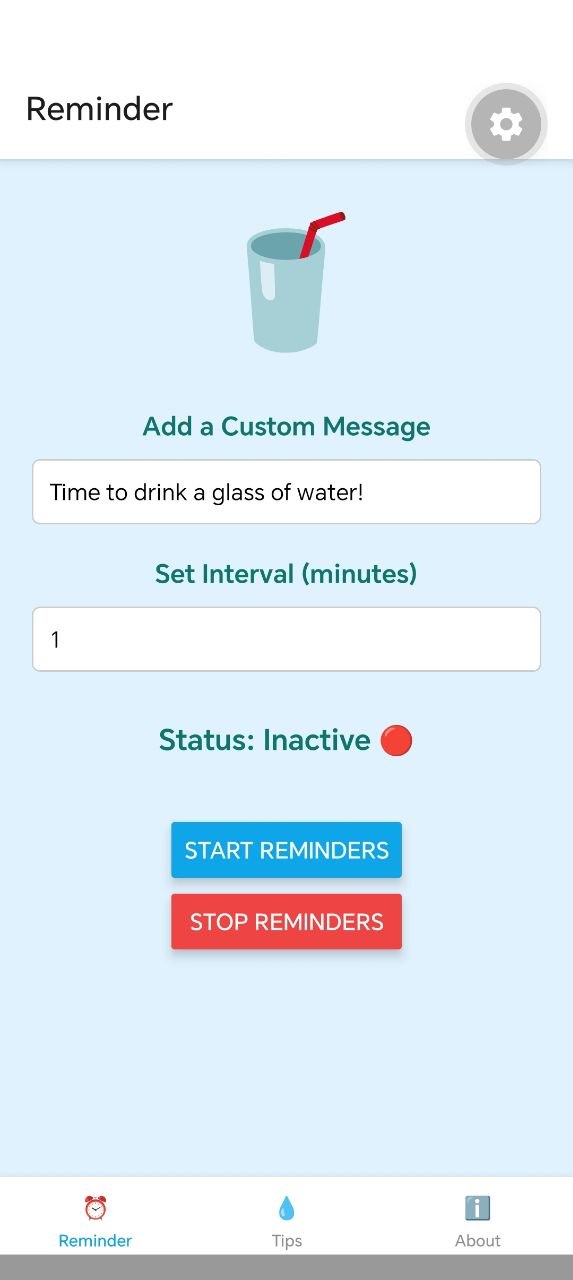 Reminder
Add a Custom Message
Time to drink a glass of water!
Set Interval (minutes)
1
Status: Inactive 🔴
START REMINDERS
STOP REMINDERS
Reminder
Tips
About